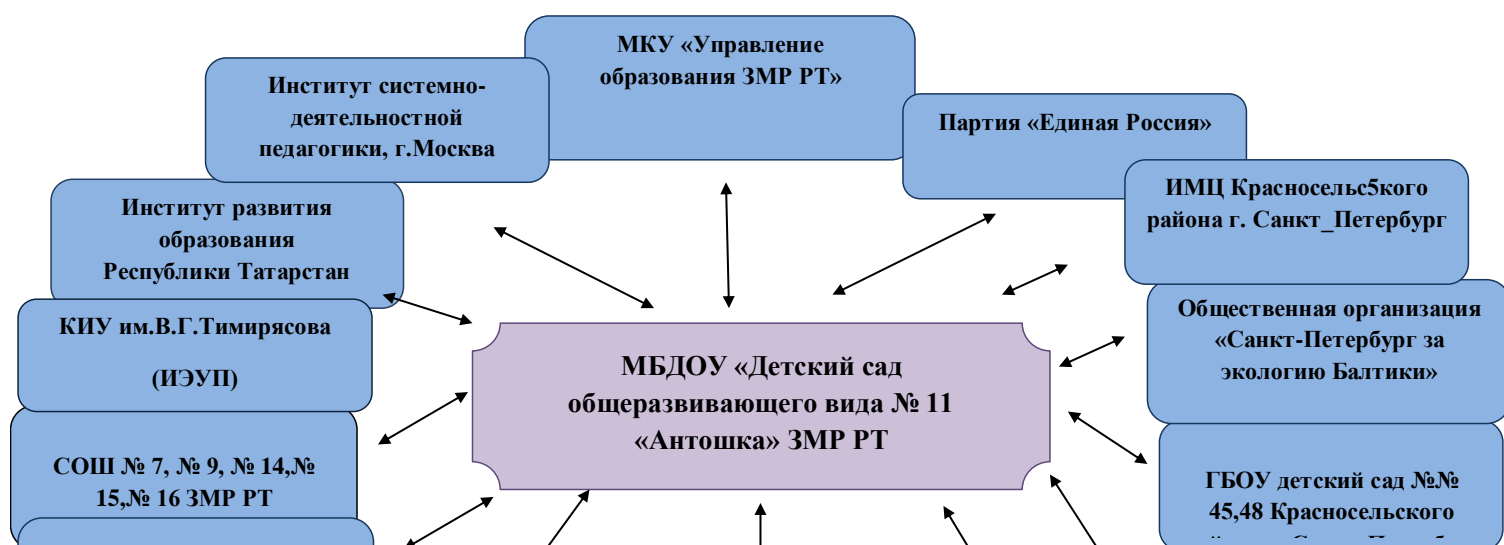 МКУ «Управление
образования ЗМР РТ»
Институт системно-
деятельностной
педагогики, г.Москва
Партия «Единая Россия»
ИМЦ Красносельс5кого
района г. Санкт_Петербург
Институт развития
образования
Республики Татарстан
КИУ им.В.Г.Тимирясова
(ИЭУП)
Общественная организация
«Санкт-Петербург за
экологию Балтики»
МБДОУ «Детский сад
общеразвивающего вида № 11
«Антошка» ЗМР РТ
СОШ № 7, № 9, № 14,№
15,№ 16 ЗМР РТ
ГБОУ детский сад №№
45,48 Красносельского